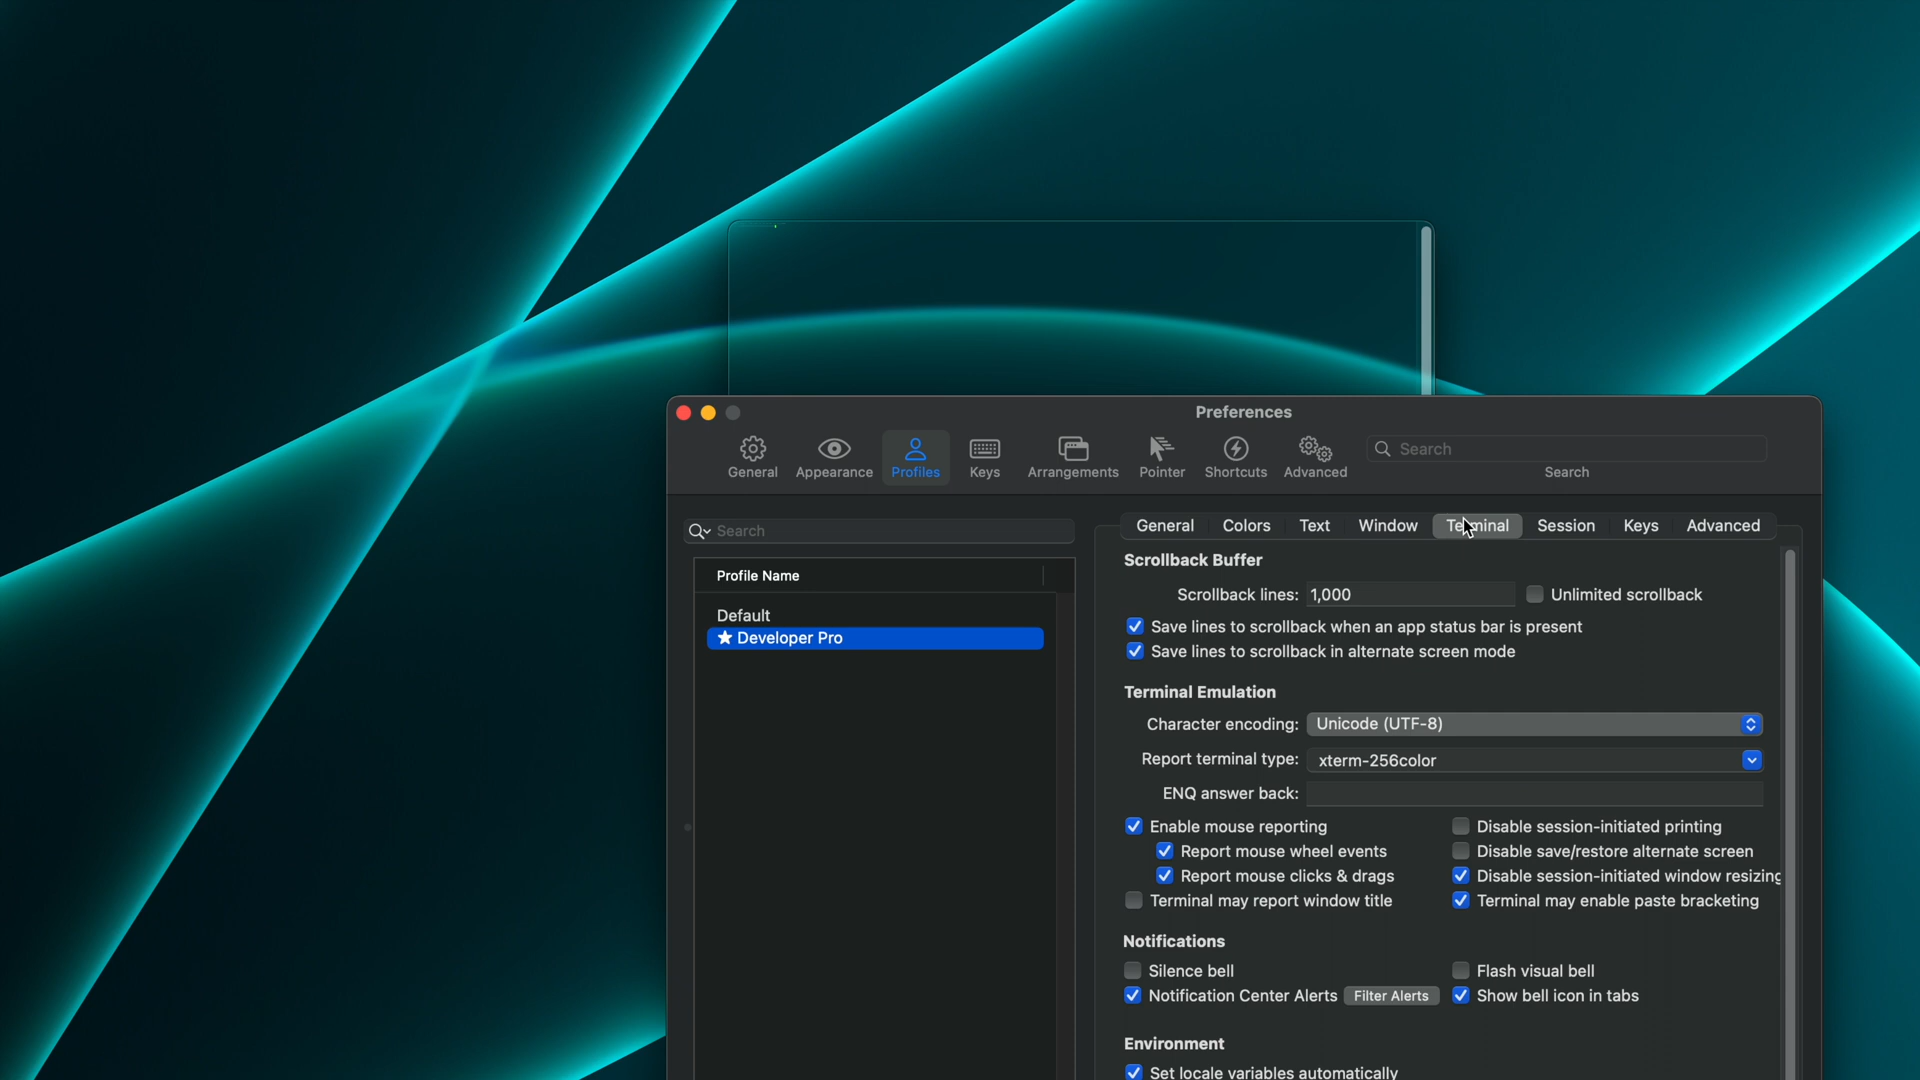 Preferences
General
Appearance
Profiles
Keys
Arrangements
Pointer
Shortcuts
Advanced
Search
Search
Search
Profile Name
Default
Developer Pro
General Colors Text Window Terminal Session Keys Advanced
Scrollback Buffer
Scrollback lines: 1,000 Unlimited scrollback
Save lines to scrollback when an app status bar is present
Save lines to scrollback in alternate screen mode
Terminal Emulation
Character encoding: Unicode (UTF-8)
Report terminal type: xterm-256color
ENQ answer back:
Enable mouse reporting
Disable session-initiated printing
Report mouse wheel events
Disable save/restore alternate screen
Report mouse clicks & drags
Disable session-initiated window resizing
Terminal may report window title
Terminal may enable paste bracketing
Notifications
Silence bell
Flash visual bell
Notification Center Alerts Filter Alerts
Show bell icon in tabs
Environment
Set locale variables automatically